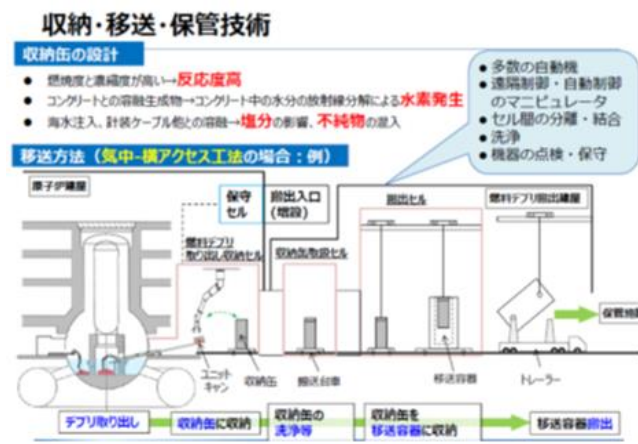 収納・移送・保管技術
収納缶の設計
● 燃焼度と濃縮度が高い→反応度高
● コンクリートとの溶融生成物→コンクリート中の水分の放射線分解による水素発生
● 海水注入、計装ケーブル他との溶融→塩分の影響、不純物の混入
● 多数の自動機
● 遠隔制御・自動制御のマニピュレータ
● セル間の分離・結合
● 洗浄
● 機器の点検・保守
移送方法（気中-横アクセス工法の場合：例）
原子炉建屋
保守
セル
搬出入口
（増設）
搬出セル
燃料デブリ搬出建屋
燃料デブリ
取り出し収納セル
収納缶取扱セル
保管施設
ユニット
キャン
収納缶
搬送台車
移送容器
トレーラー
デブリ取り出し
収納缶に収納
収納缶の
洗浄等
収納缶を
移送容器に収納
移送容器搬出